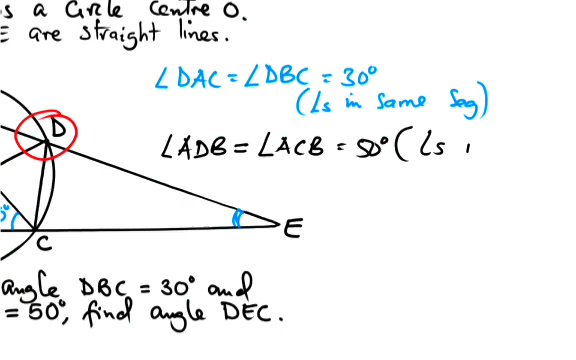 s a Circle Centre O.
E are straight lines.
∠DAC = ∠DBC = 30°
(∠s in same seg)
D
∠ADB = ∠ACB = 50° (∠s
E
C
angle DBC = 30° and
= 50°, find angle DEC.